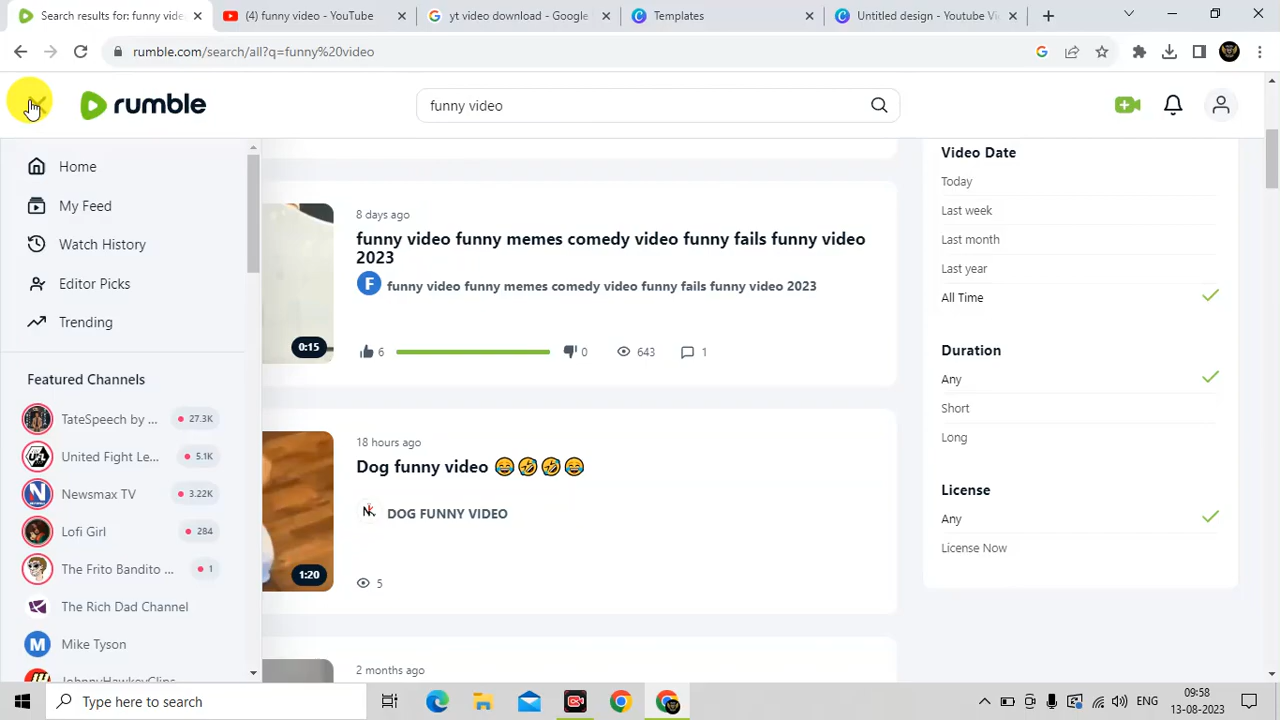 Search results for: funny video
(4) funny video - YouTube
yt video download - Google
Templates
Untitled design - Youtube Vi
rumble.com/search/all?q=funny%20video
rumble
funny video
Home
My Feed
Watch History
Editor Picks
Trending
Featured Channels
TateSpeech by ... 27.3K
United Fight Le... 5.1K
Newsmax TV 3.22K
Lofi Girl 284
The Frito Bandito ... 1
The Rich Dad Channel
M Mike Tyson
JohnnyHawkeyClips
8 days ago
funny video funny memes comedy video funny fails funny video
2023
F funny video funny memes comedy video funny fails funny video 2023
0:15
6 0 643 1
18 hours ago
Dog funny video 😂🤣🤣😂
DOG FUNNY VIDEO
1:20
5
2 months ago
Video Date
Today
Last week
Last month
Last year
All Time
Duration
Any
Short
Long
License
Any
License Now
Type here to search
ENG
09:58
13-08-2023